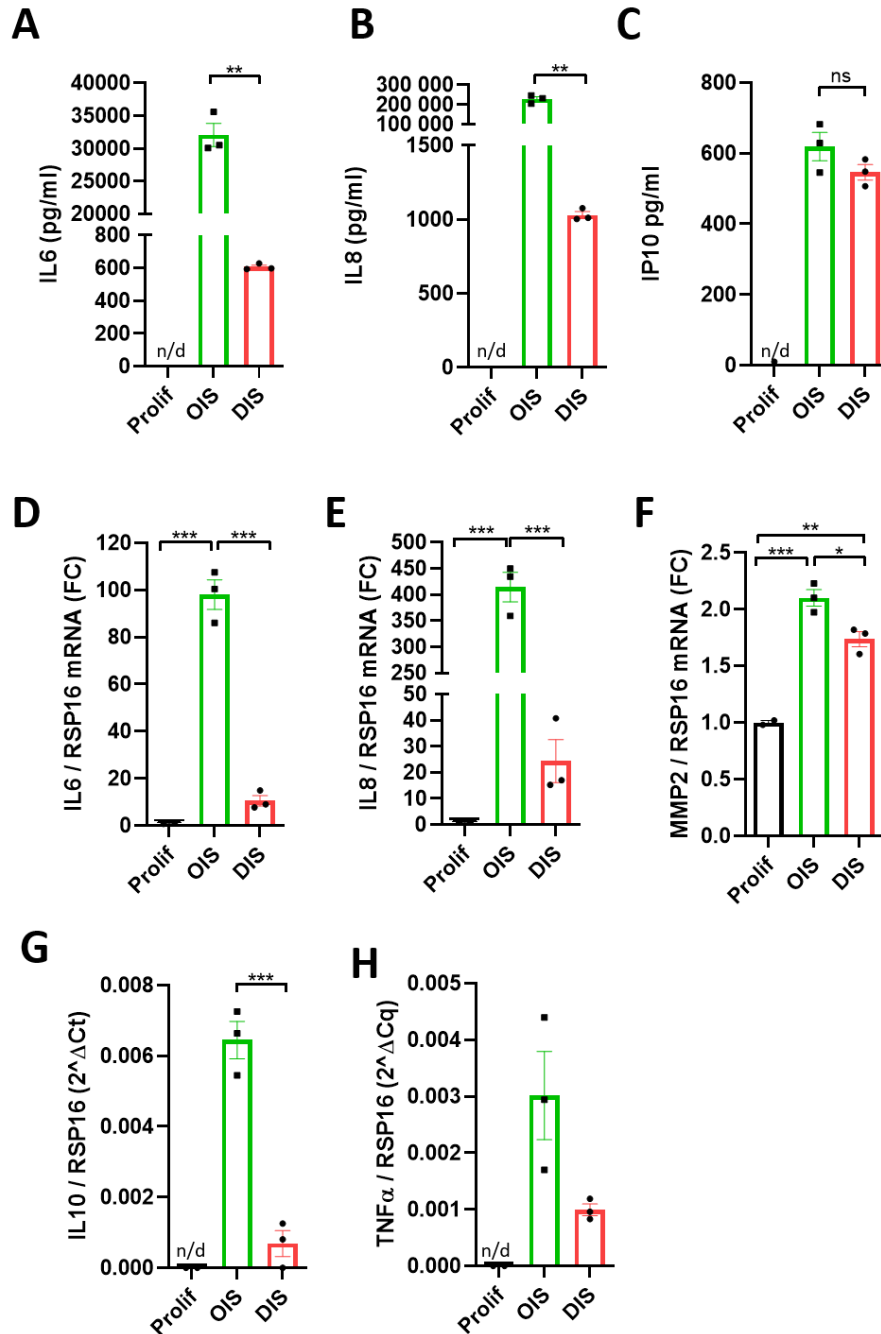 A
IL6 (pg/ml)
40000
35000
30000
25000
20000
800
600
400
200
0
**
n/d
Prolif
OIS
DIS
B
IL8 (pg/ml)
300 000
200 000
100 000
1500
1000
500
0
**
n/d
Prolif
OIS
DIS
C
IP10 pg/ml
800
600
400
200
0
ns
n/d
Prolif
OIS
DIS
D
IL6 / RSP16 mRNA (FC)
120
100
80
60
40
20
0
***
***
Prolif
OIS
DIS
E
IL8 / RSP16 mRNA (FC)
500
450
400
350
300
250
50
40
30
20
10
0
***
***
Prolif
OIS
DIS
F
MMP2 / RSP16 mRNA (FC)
2.5
2.0
1.5
1.0
0.5
0.0
**
***
*
Prolif
OIS
DIS
G
IL10 / RSP16 (2^ΔCt)
0.008
0.006
0.004
0.002
0.000
***
n/d
Prolif
OIS
DIS
H
TNFα / RSP16 (2^ΔCq)
0.005
0.004
0.003
0.002
0.001
0.000
n/d
Prolif
OIS
DIS